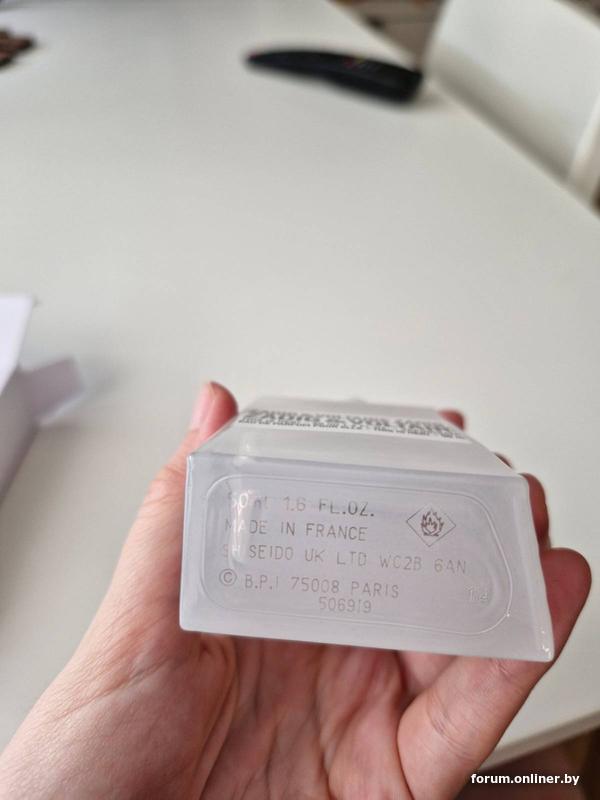 50ml 1.6 FL.OZ.
MADE IN FRANCE
SHISEIDO UK LTD WC2B 6AN
© B.P.I 75008 PARIS
506919
forum.onliner.by